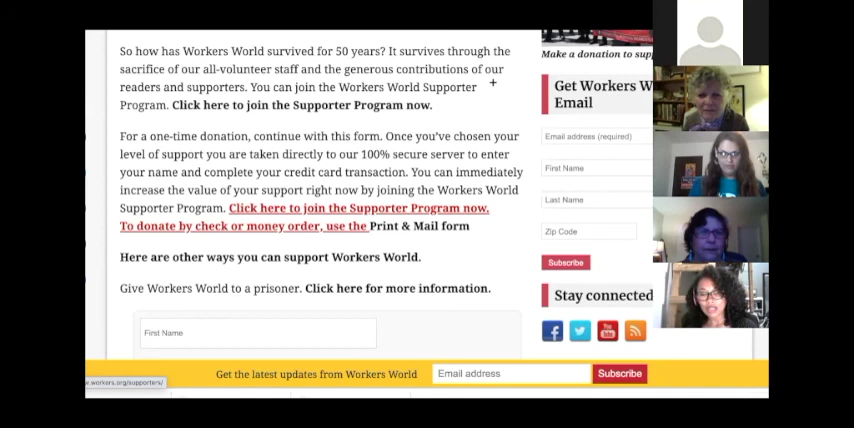 So how has Workers World survived for 50 years? It survives through the
sacrifice of our all-volunteer staff and the generous contributions of our
readers and supporters. You can join the Workers World Supporter
Program. Click here to join the Supporter Program now.
For a one-time donation, continue with this form. Once you've chosen your
level of support you are taken directly to our 100% secure server to enter
your name and complete your credit card transaction. You can immediately
increase the value of your support right now by joining the Workers World
Supporter Program. Click here to join the Supporter Program now.
To donate by check or money order, use the Print & Mail form
Here are other ways you can support Workers World.
Give Workers World to a prisoner. Click here for more information.
First Name
Make a donation to sup
Get Workers W
Email
Email address (required)
First Name
Last Name
Zip Code
Subscribe
Stay connected
You
Tube
Get the latest updates from Workers World
Email address
Subscribe
w.workers.org/supporters/